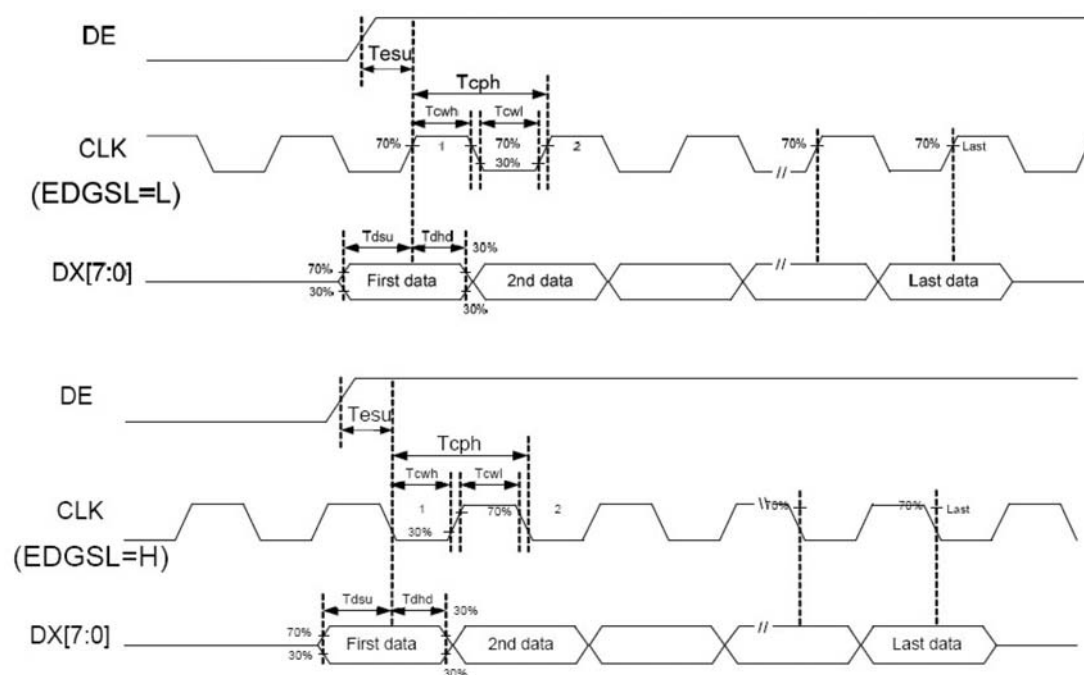 DE
Tesu
Tcph
Tcwh Tcwl
CLK 70% 1 70% 2 70% 70% Last
30%
//
(EDGSL=L)
Tdsu Tdhd 30%
DX[7:0] 70% First data 2nd data // Last data
30% 30%
DE
Tesu
Tcph
Tcwh Tcwl
CLK 1 70% 2 \\ 70% 70% Last
30%
(EDGSL=H)
Tdsu Tdhd 30%
DX[7:0] 70% First data 2nd data // Last data
30% 30%